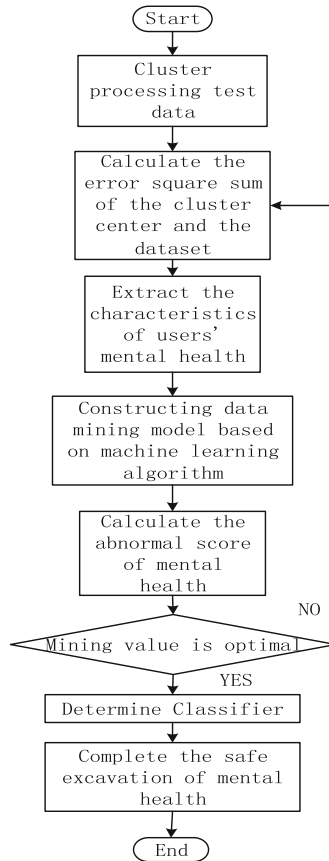 Start
Cluster
processing test
data
Calculate the
error square sum
of the cluster
center and the
dataset
Extract the
characteristics
of users'
mental health
Constructing data
mining model based
on machine learning
algorithm
Calculate the
abnormal score
of mental
health
NO
Mining value is optimal
YES
Determine Classifier
Complete the safe
excavation of mental
health
End